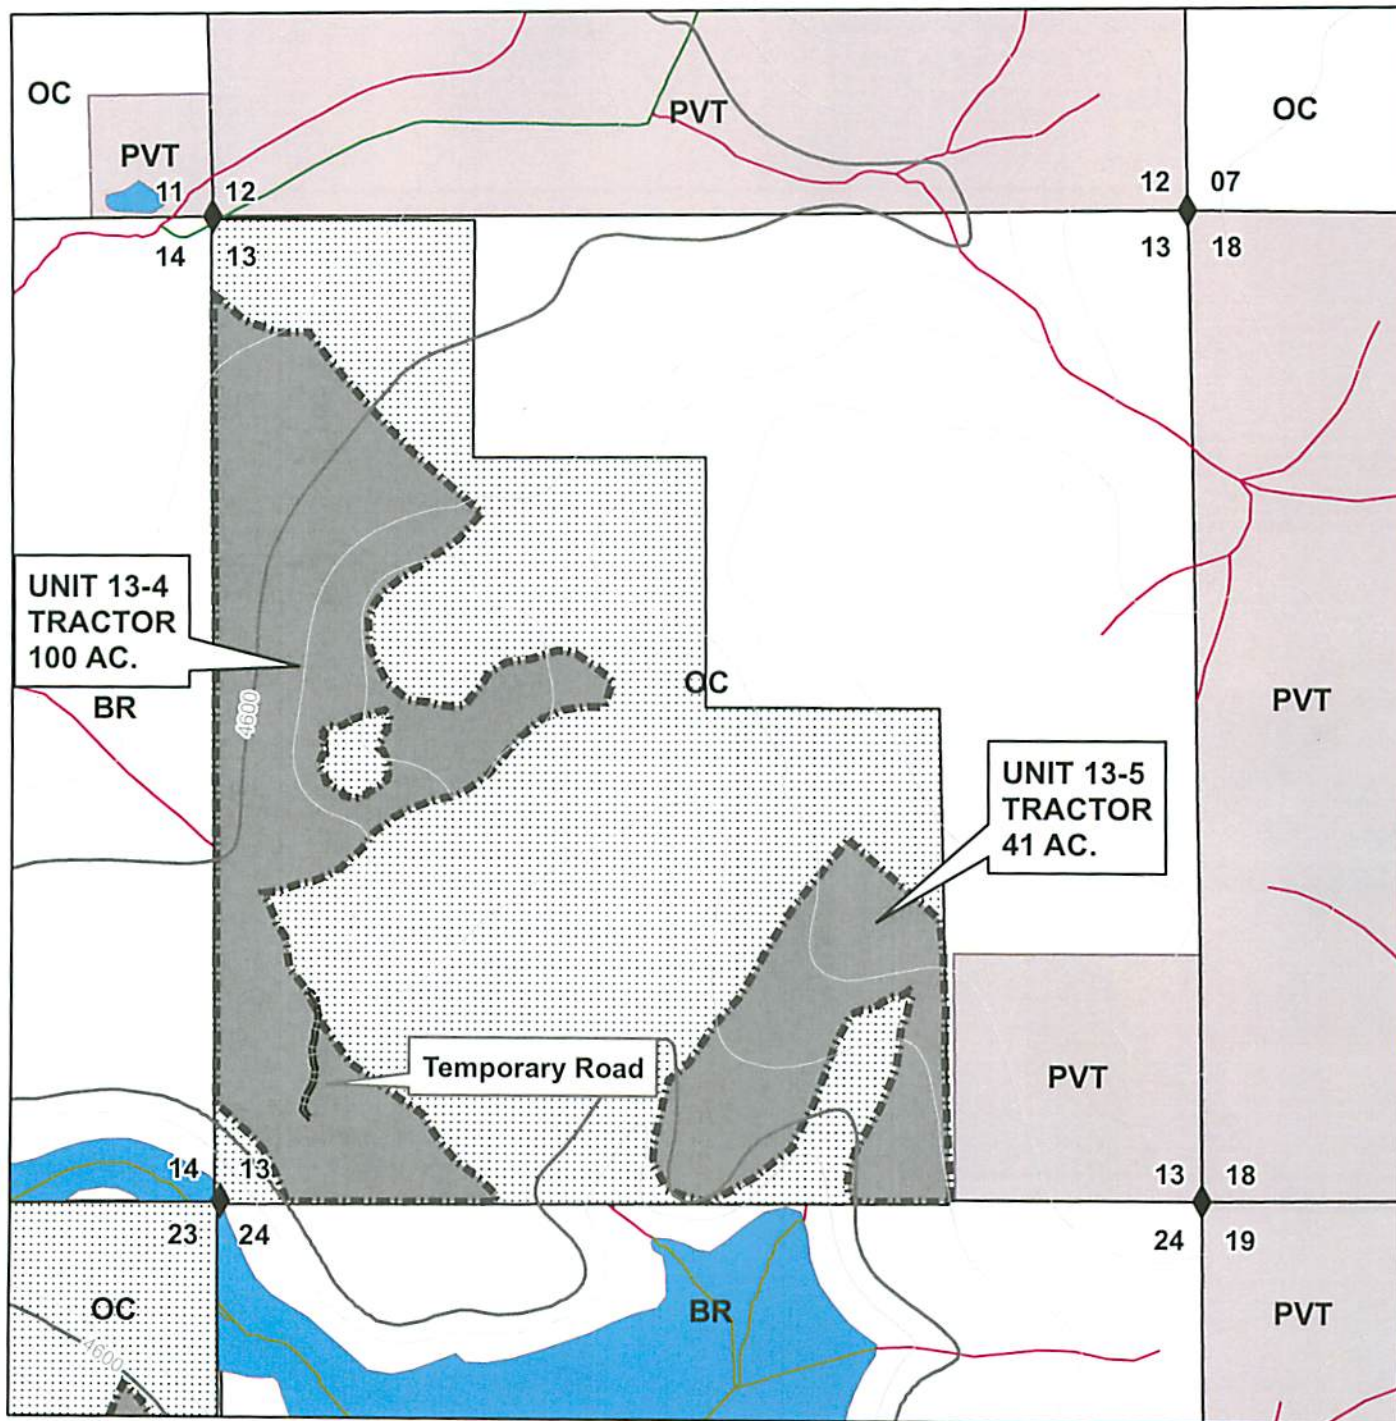 OC
PVT
PVT
OC
11
12
12
07
14
13
13
18
UNIT 13-4
TRACTOR
100 AC.
BR
4600
OC
PVT
UNIT 13-5
TRACTOR
41 AC.
Temporary Road
PVT
14
13
13
18
23
24
24
19
OC
BR
PVT
4600